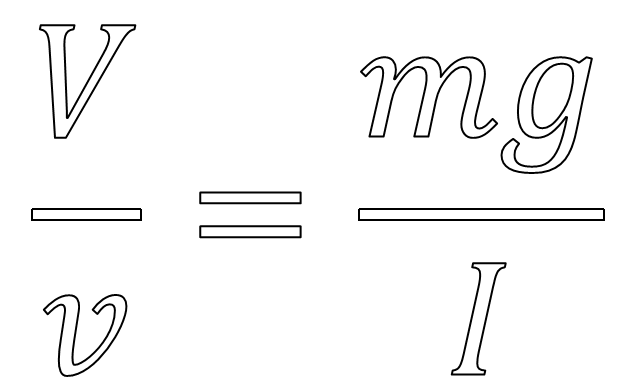 V/v = mg/I